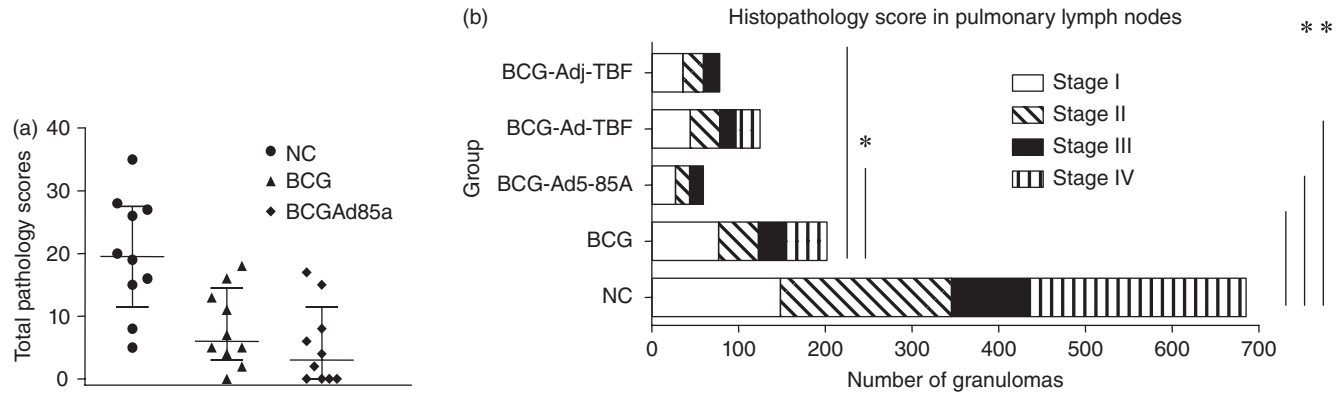 (a)
Total pathology scores
40
30
20
10
0
NC
BCG
BCGAd85a
(b)
Histopathology score in pulmonary lymph nodes
Group
BCG-Adj-TBF
BCG-Ad-TBF
BCG-Ad5-85A
BCG
NC
*
* *
Stage I
Stage II
Stage III
Stage IV
0 100 200 300 400 500 600 700
Number of granulomas